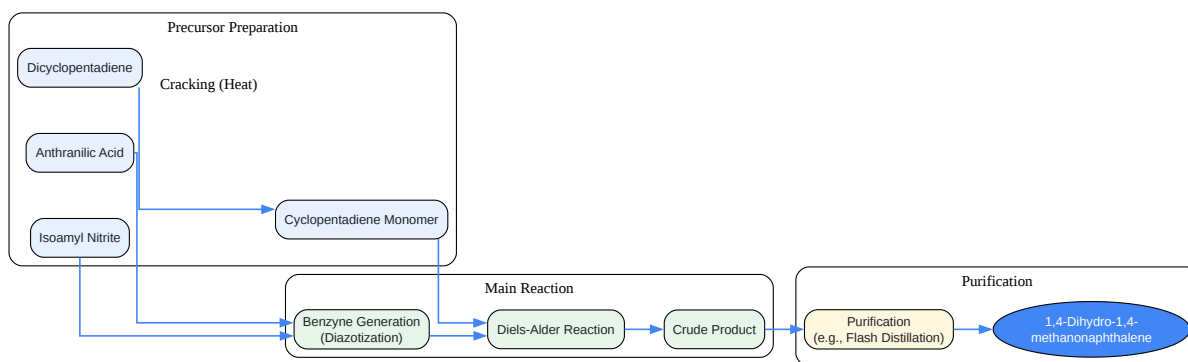 Precursor Preparation
Dicyclopentadiene
Cracking (Heat)
Anthranilic Acid
Isoamyl Nitrite
Cyclopentadiene Monomer
Main Reaction
Benzyne Generation
(Diazotization)
Diels-Alder Reaction
Crude Product
Purification
Purification
(e.g., Flash Distillation)
1,4-Dihydro-1,4-
methanonaphthalene